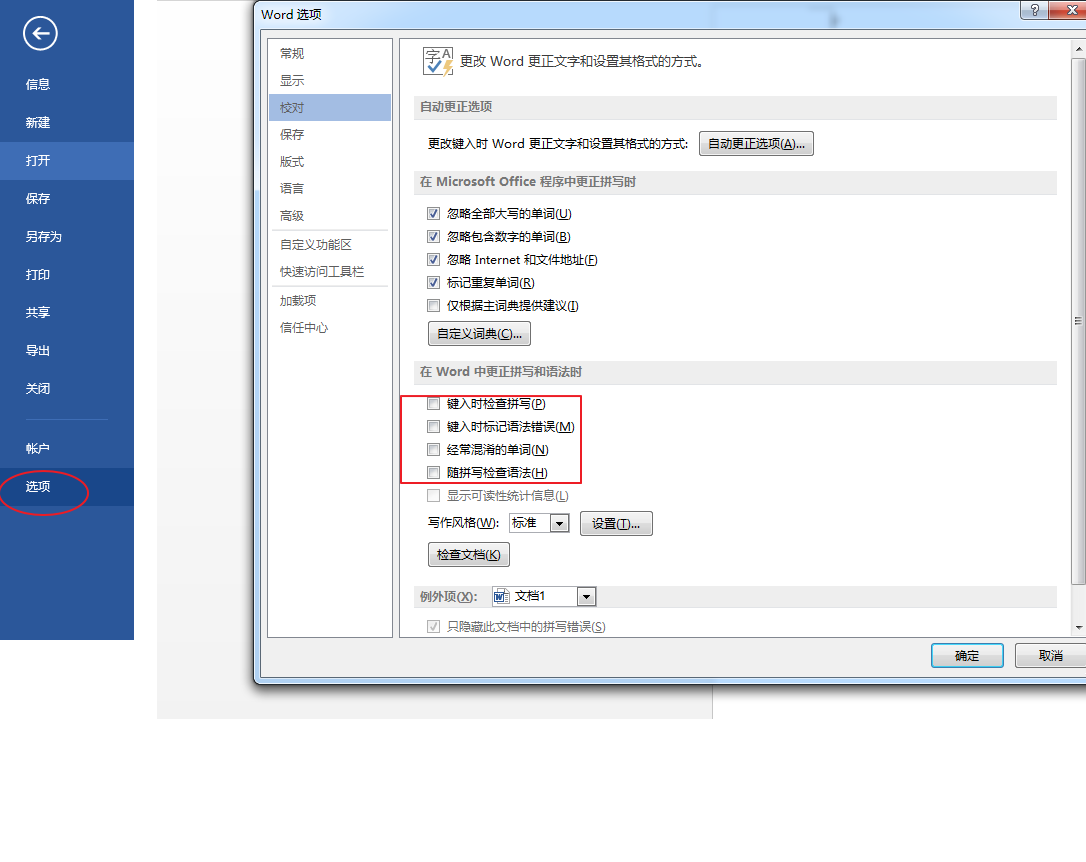 信息
新建
打开
保存
另存为
打印
共享
导出
关闭
帐户
选项
Word 选项
常规
显示
校对
保存
版式
语言
高级
自定义功能区
快速访问工具栏
加载项
信任中心
更改 Word 更正文字和设置其格式的方式。
自动更正选项
更改键入时 Word 更正文字和设置其格式的方式: 自动更正选项(A)...
在 Microsoft Office 程序中更正拼写时
忽略全部大写的单词(U)
忽略包含数字的单词(B)
忽略 Internet 和文件地址(F)
标记重复单词(R)
仅根据主词典提供建议(I)
自定义词典(C)...
在 Word 中更正拼写和语法时
键入时检查拼写(P)
键入时标记语法错误(M)
经常混淆的单词(N)
随拼写检查语法(H)
显示可读性统计信息(L)
写作风格(W): 标准 设置(T)...
检查文档(K)
例外项(X): 文档1
只隐藏此文档中的拼写错误(S)
确定 取消